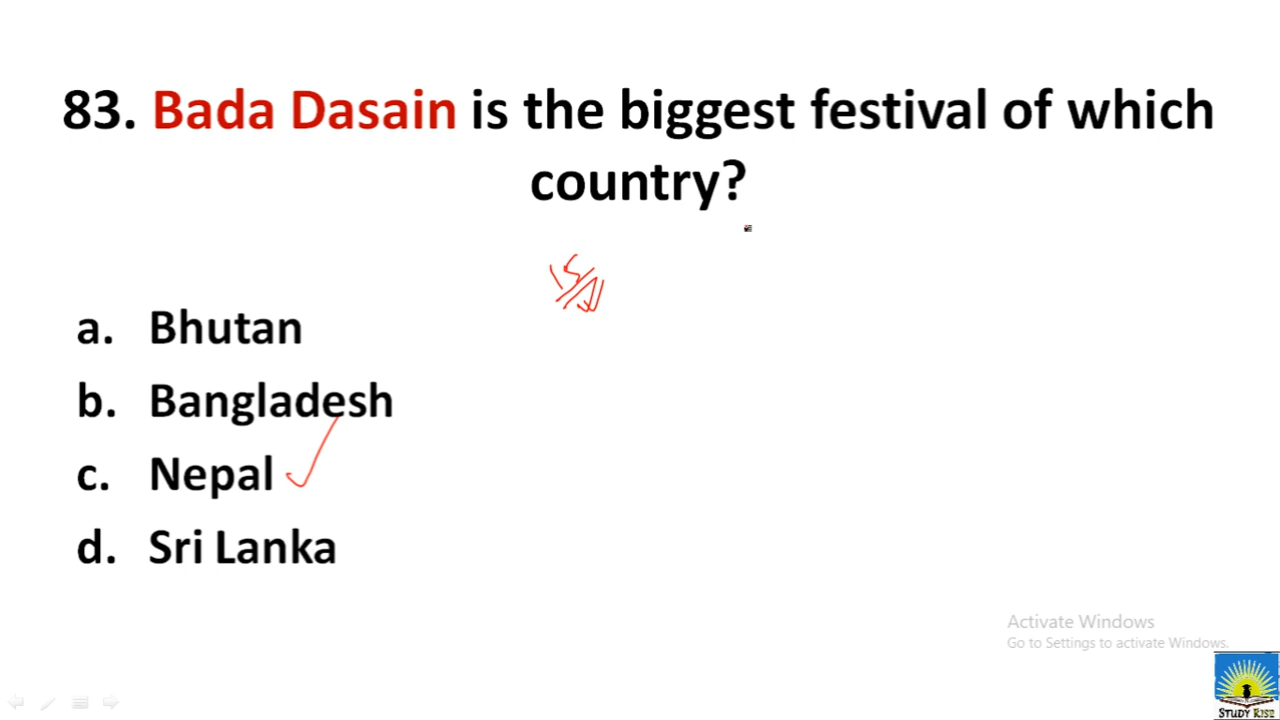 83. Bada Dasain is the biggest festival of which
country?
a. Bhutan
b. Bangladesh
c. Nepal
d. Sri Lanka
Activate Windows
Go to Settings to activate Windows.
STUDY RISE